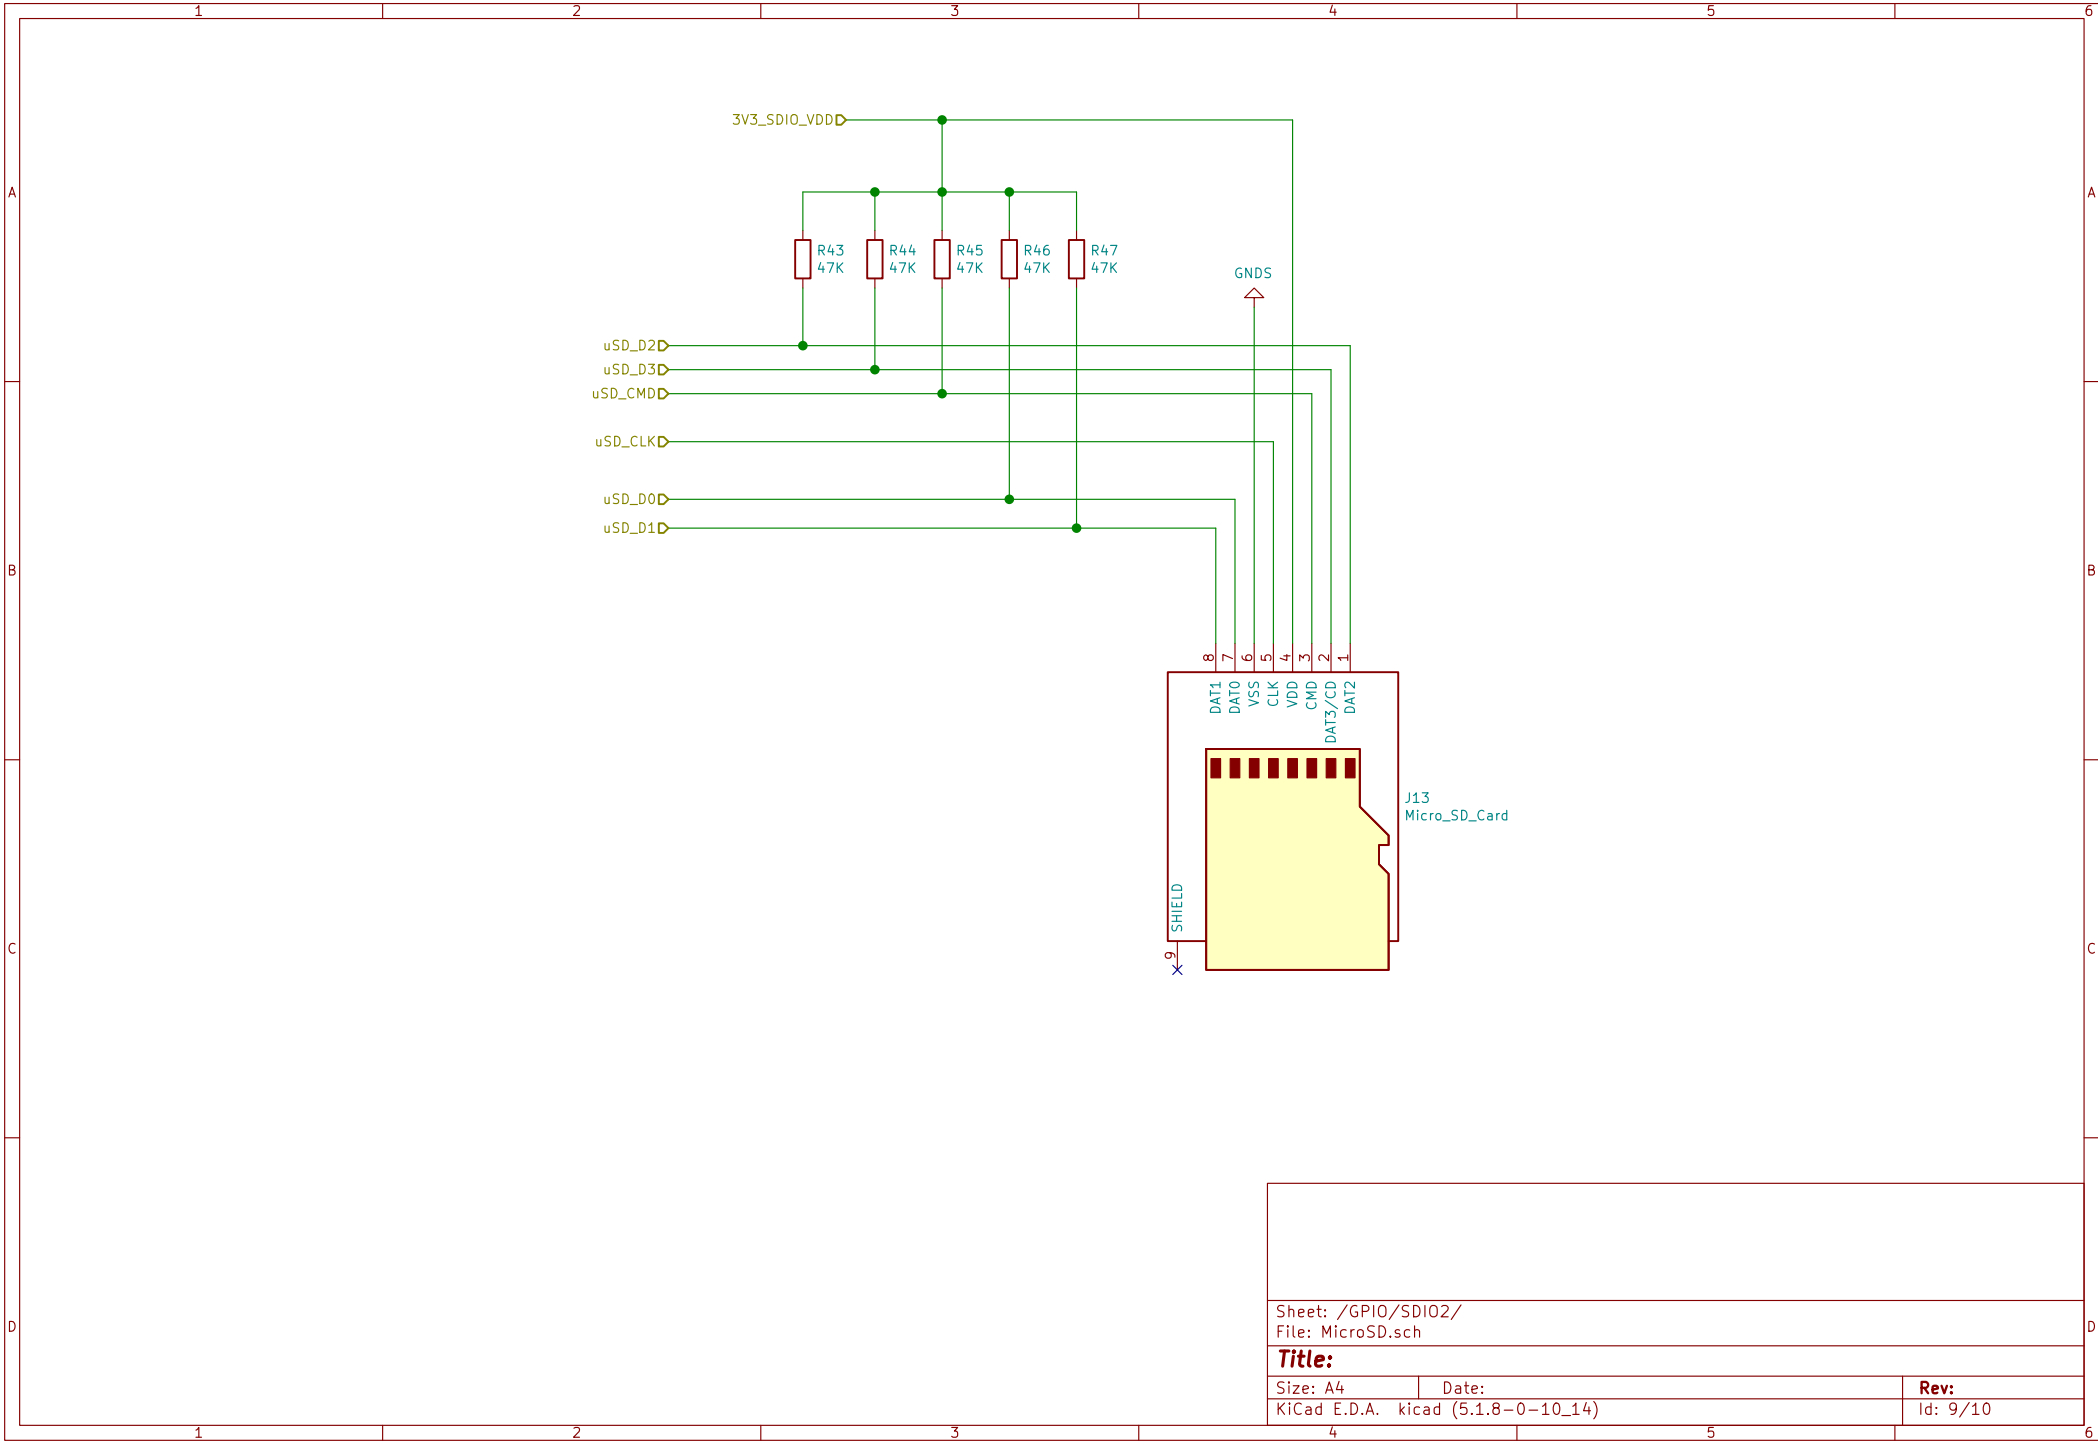 1 2 3 4 5 6
3V3_SDIO_VDD
A A
R43 R44 R45 R46 R47
47K 47K 47K 47K 47K
GNDS
uSD_D2
uSD_D3
uSD_CMD
uSD_CLK
uSD_D0
uSD_D1
B B
8 7 6 5 4 3 2 1
DAT1 DAT0 VSS CLK VDD CMD DAT3/CD DAT2
J13
Micro_SD_Card
SHIELD
9
C C
D D
Sheet: /GPIO/SDIO2/
File: MicroSD.sch
Title:
Size: A4 Date: Rev:
KiCad E.D.A. kicad (5.1.8-0-10_14) Id: 9/10
1 2 3 4 5 6